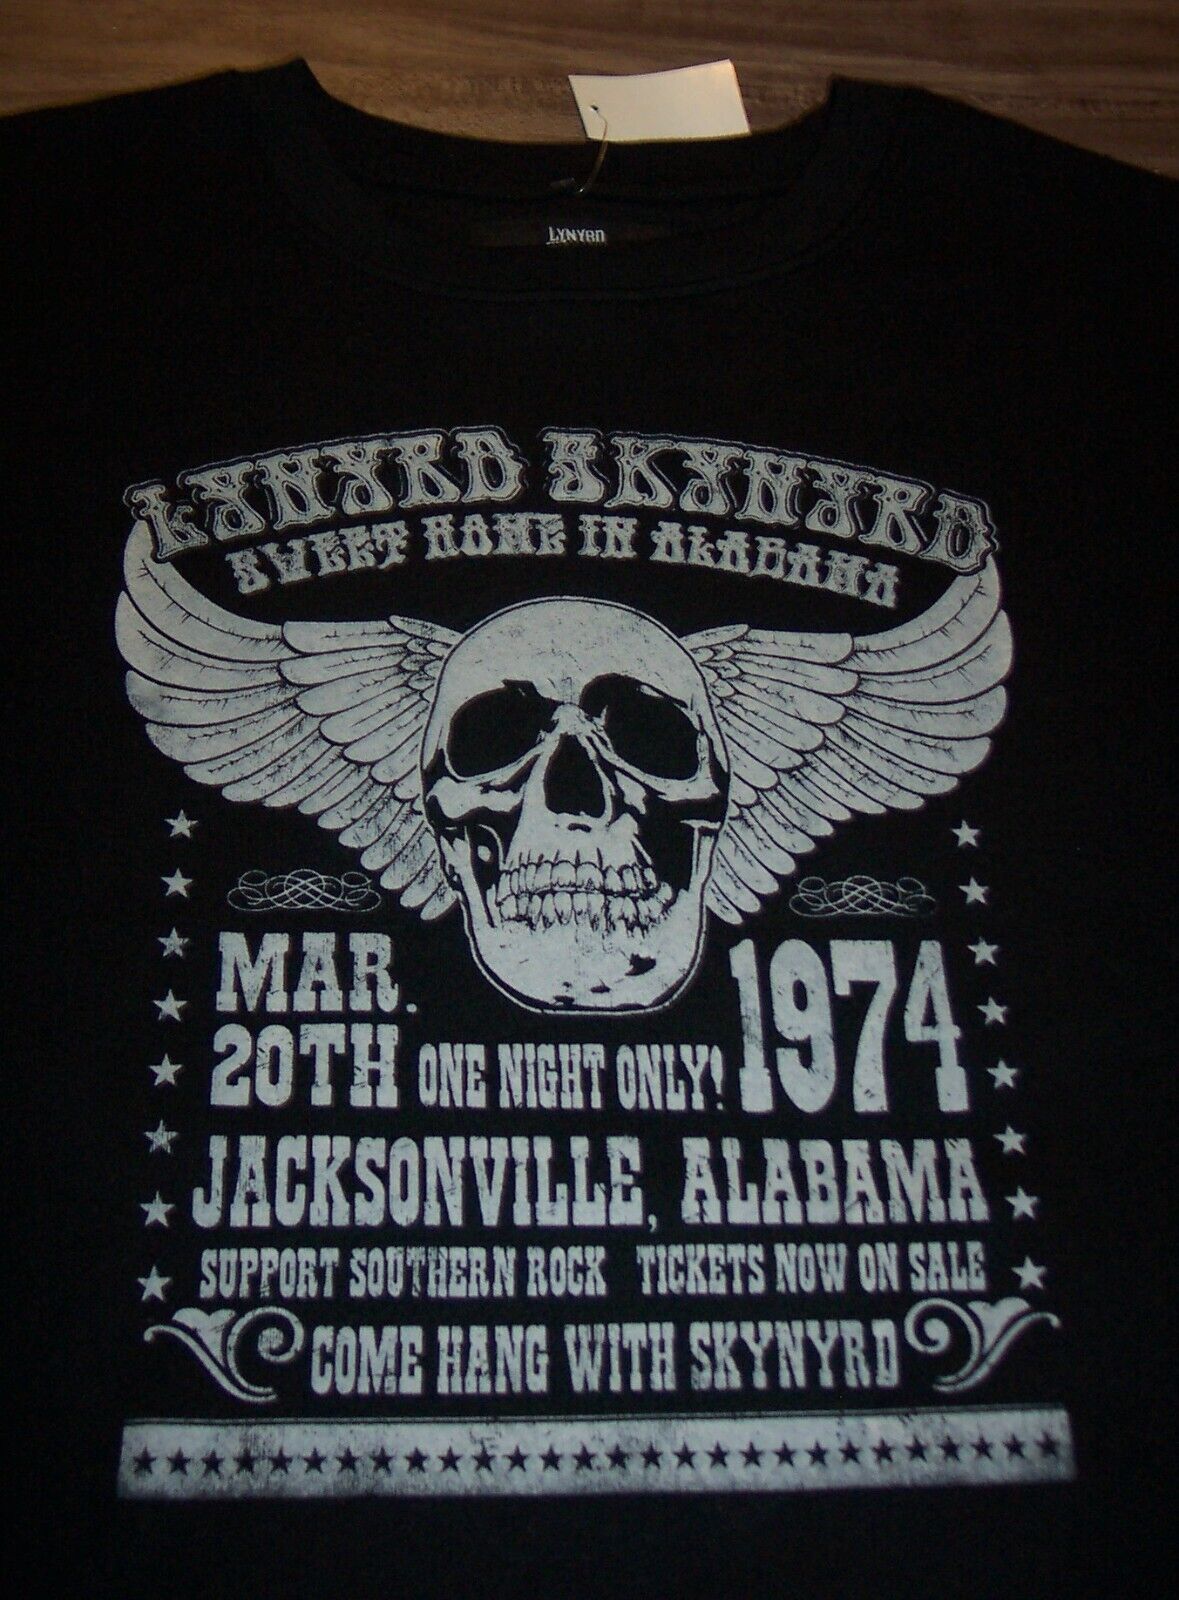 LYNYRD
LYNYRD SKYNYRD
SWEET HOME IN ALABAMA
MAR.
20TH ONE NIGHT ONLY! 1974
JACKSONVILLE, ALABAMA
SUPPORT SOUTHERN ROCK TICKETS NOW ON SALE
COME HANG WITH SKYNYRD